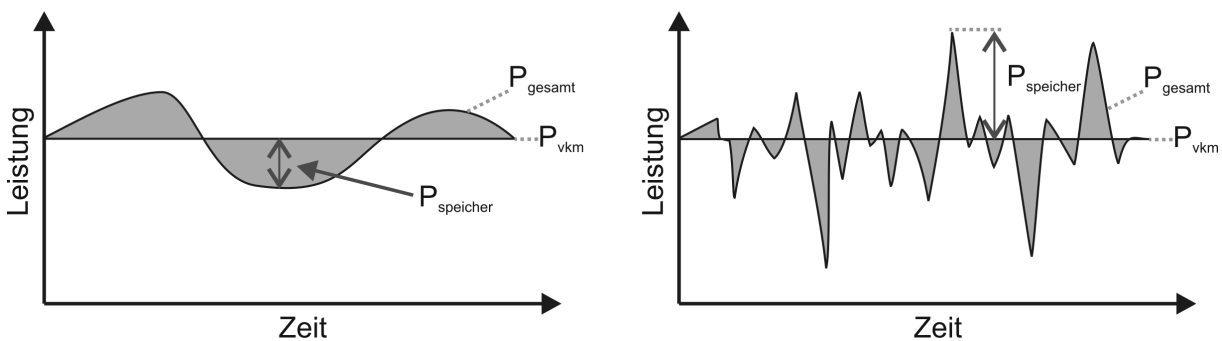 Leistung
P gesamt
P vkm
P speicher
Zeit
Leistung
P speicher
P gesamt
P vkm
Zeit